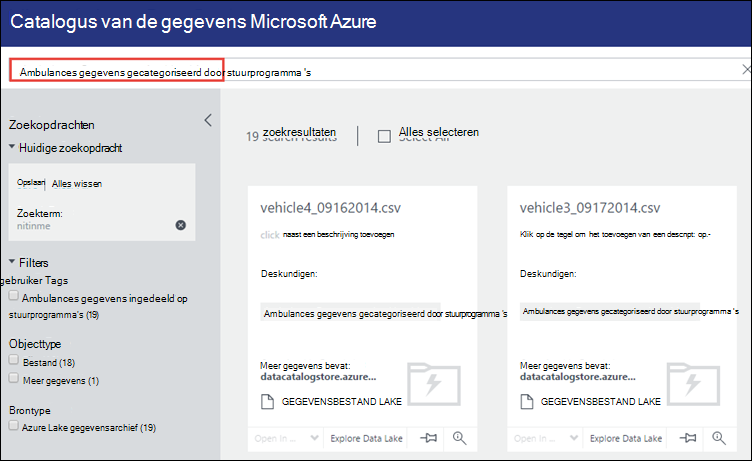 Catalogus van de gegevens Microsoft Azure
Ambulances gegevens gecategoriseerd door stuurprogramma 's
Zoekopdrachten
Huidige zoekopdracht
Opslaan Alles wissen
Zoekterm:
nitinme
Filters
gebruiker Tags
Ambulances gegevens ingedeeld op
stuurprogramma's (19)
Objecttype
Bestand (18)
Meer gegevens (1)
Brontype
Azure Lake gegevensarchief (19)
19 zoekresultaten
Alles selecteren
vehicle4_09162014.csv
click naast een beschrijving toevoegen
Deskundigen:
Ambulances gegevens gecategoriseerd door stuurprogramma 's
Meer gegevens bevat:
datacatalogstore.azure...
GEGEVENSBESTAND LAKE
Open In ... Explore Data Lake
vehicle3_09172014.csv
Klik op de tegel om het toevoegen van een descnpt: op.-
Deskundigen:
Ambulances gegevens gecategoriseerd door stuurprogramma 's
Meer gegevens bevat:
datacatalogstore.azure...
GEGEVENSBESTAND LAKE
Open In ... Explore Data Lake